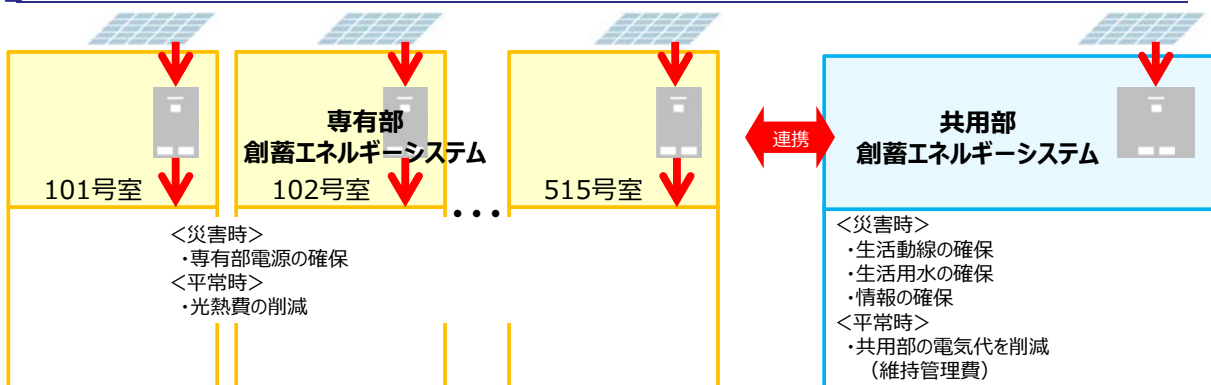 専有部
創蓄エネルギーシステム
101号室
102号室
・・・
515号室
<災害時>
・専有部電源の確保
<平常時>
・光熱費の削減
連携
共用部
創蓄エネルギーシステム
<災害時>
・生活動線の確保
・生活用水の確保
・情報の確保
<平常時>
・共用部の電気代を削減
(維持管理費)